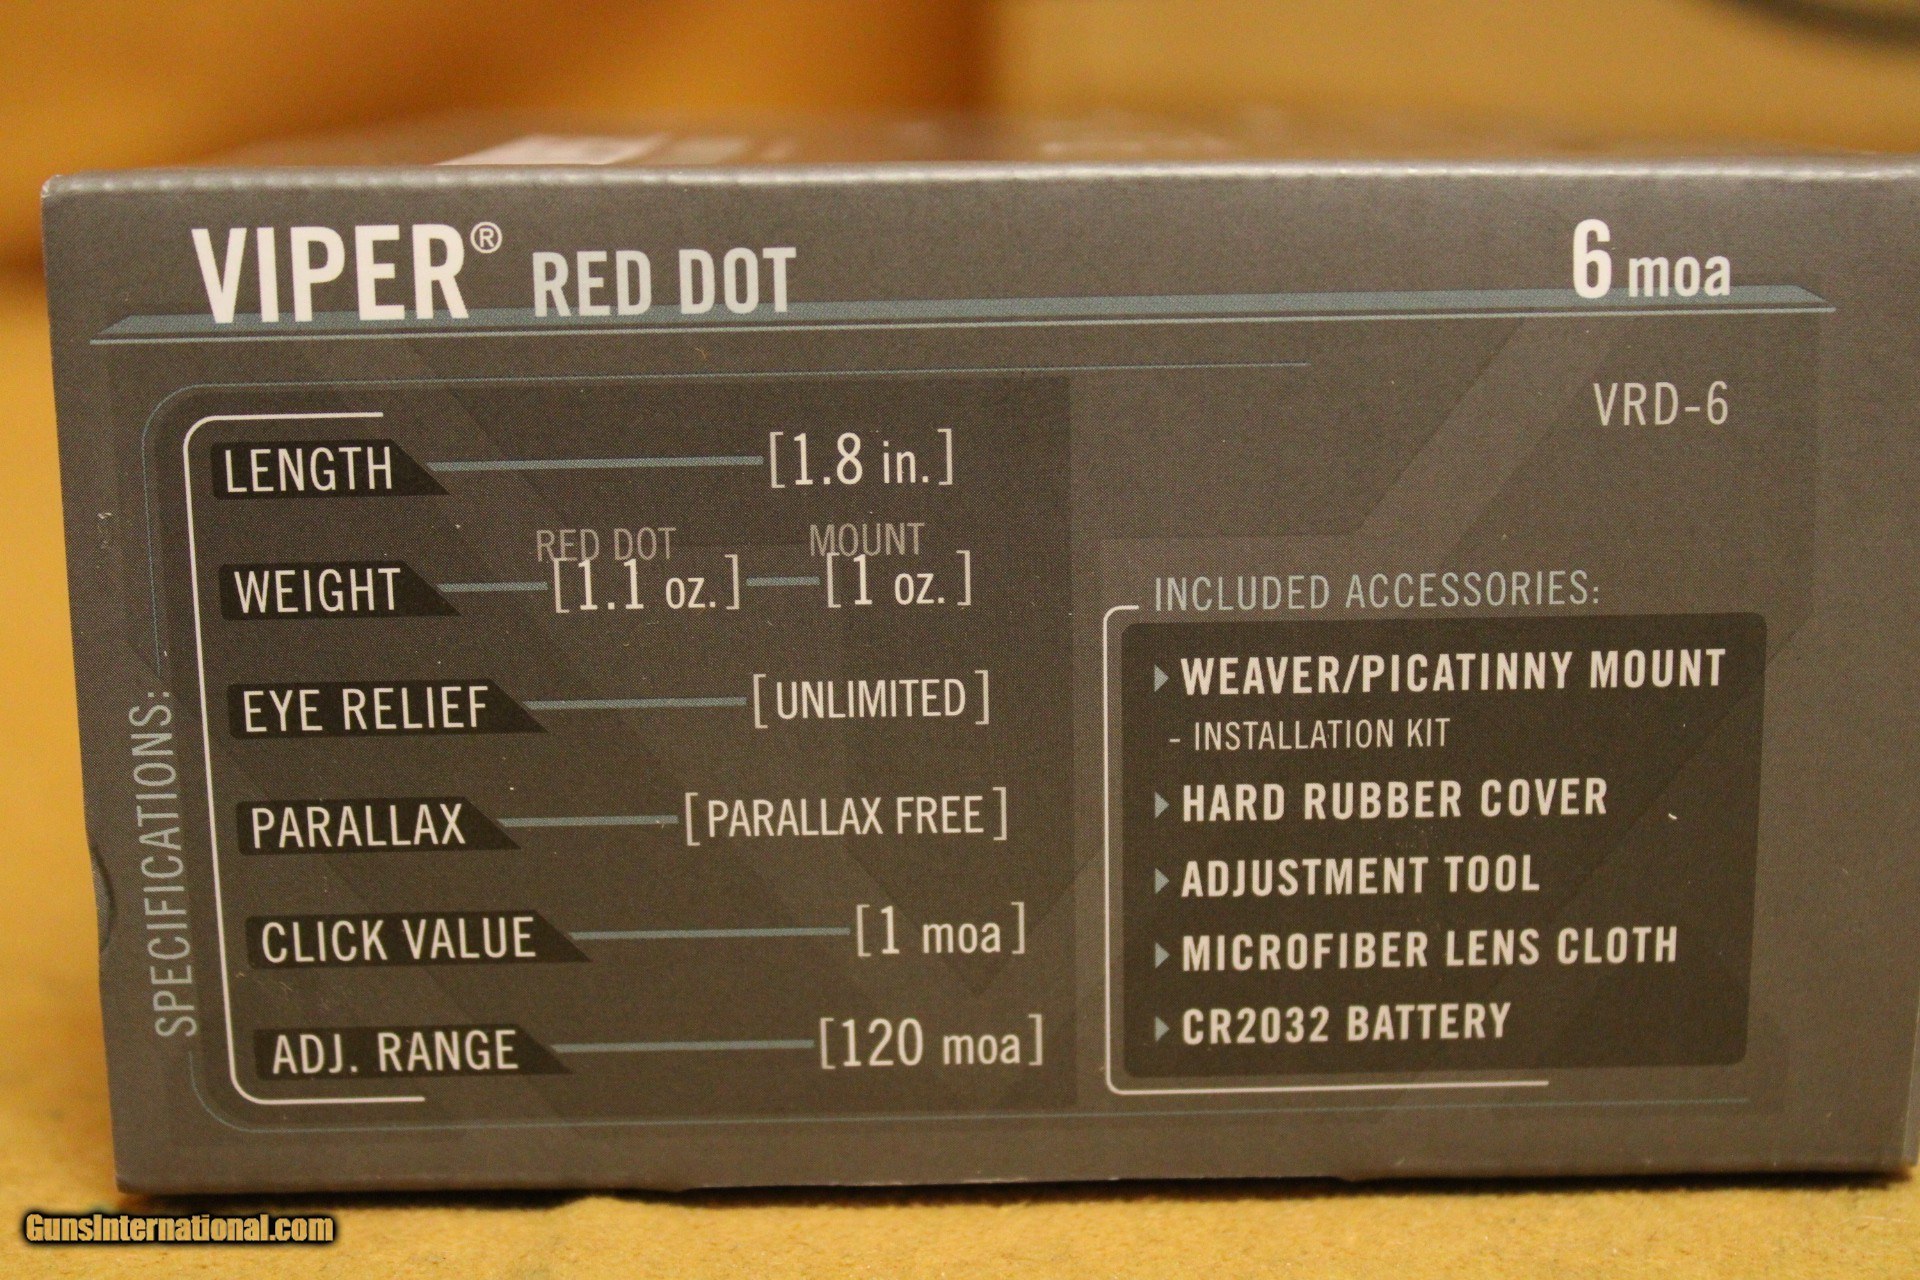 VIPER® RED DOT
6 moa
VRD-6
SPECIFICATIONS:
LENGTH [1.8 in.]
RED DOT MOUNT
WEIGHT [1.1 oz.] [1 oz.]
EYE RELIEF [UNLIMITED]
PARALLAX [PARALLAX FREE]
CLICK VALUE [1 moa]
ADJ. RANGE [120 moa]
INCLUDED ACCESSORIES:
WEAVER/PICATINNY MOUNT
- INSTALLATION KIT
HARD RUBBER COVER
ADJUSTMENT TOOL
MICROFIBER LENS CLOTH
CR2032 BATTERY
GunsInternational.com